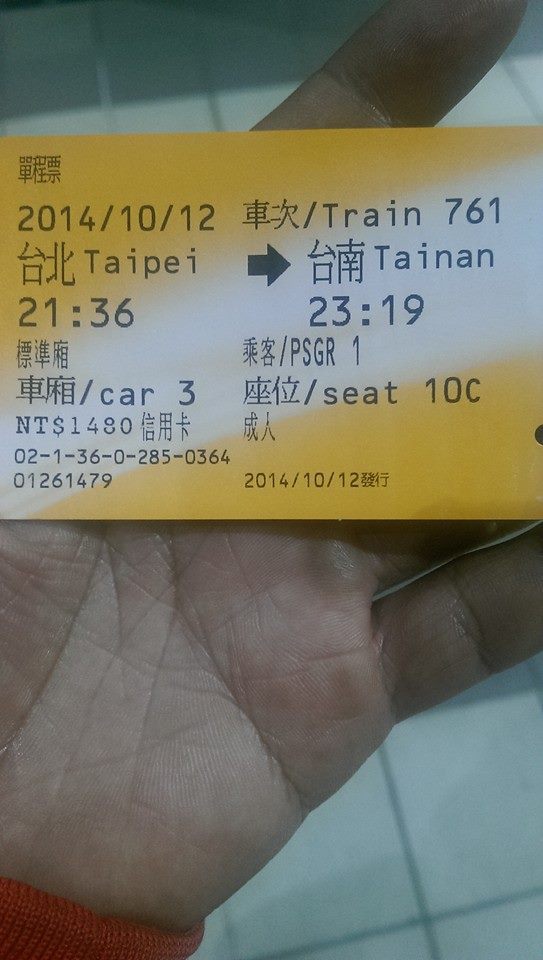 單程票
2014/10/12 車次/Train 761
台北 Taipei ➡ 台南 Tainan
21:36 23:19
標準廂 乘客/PSGR 1
車廂/car 3 座位/seat 10C
NT$1480 信用卡 成人
02-1-36-0-285-0364
01261479 2014/10/12發行